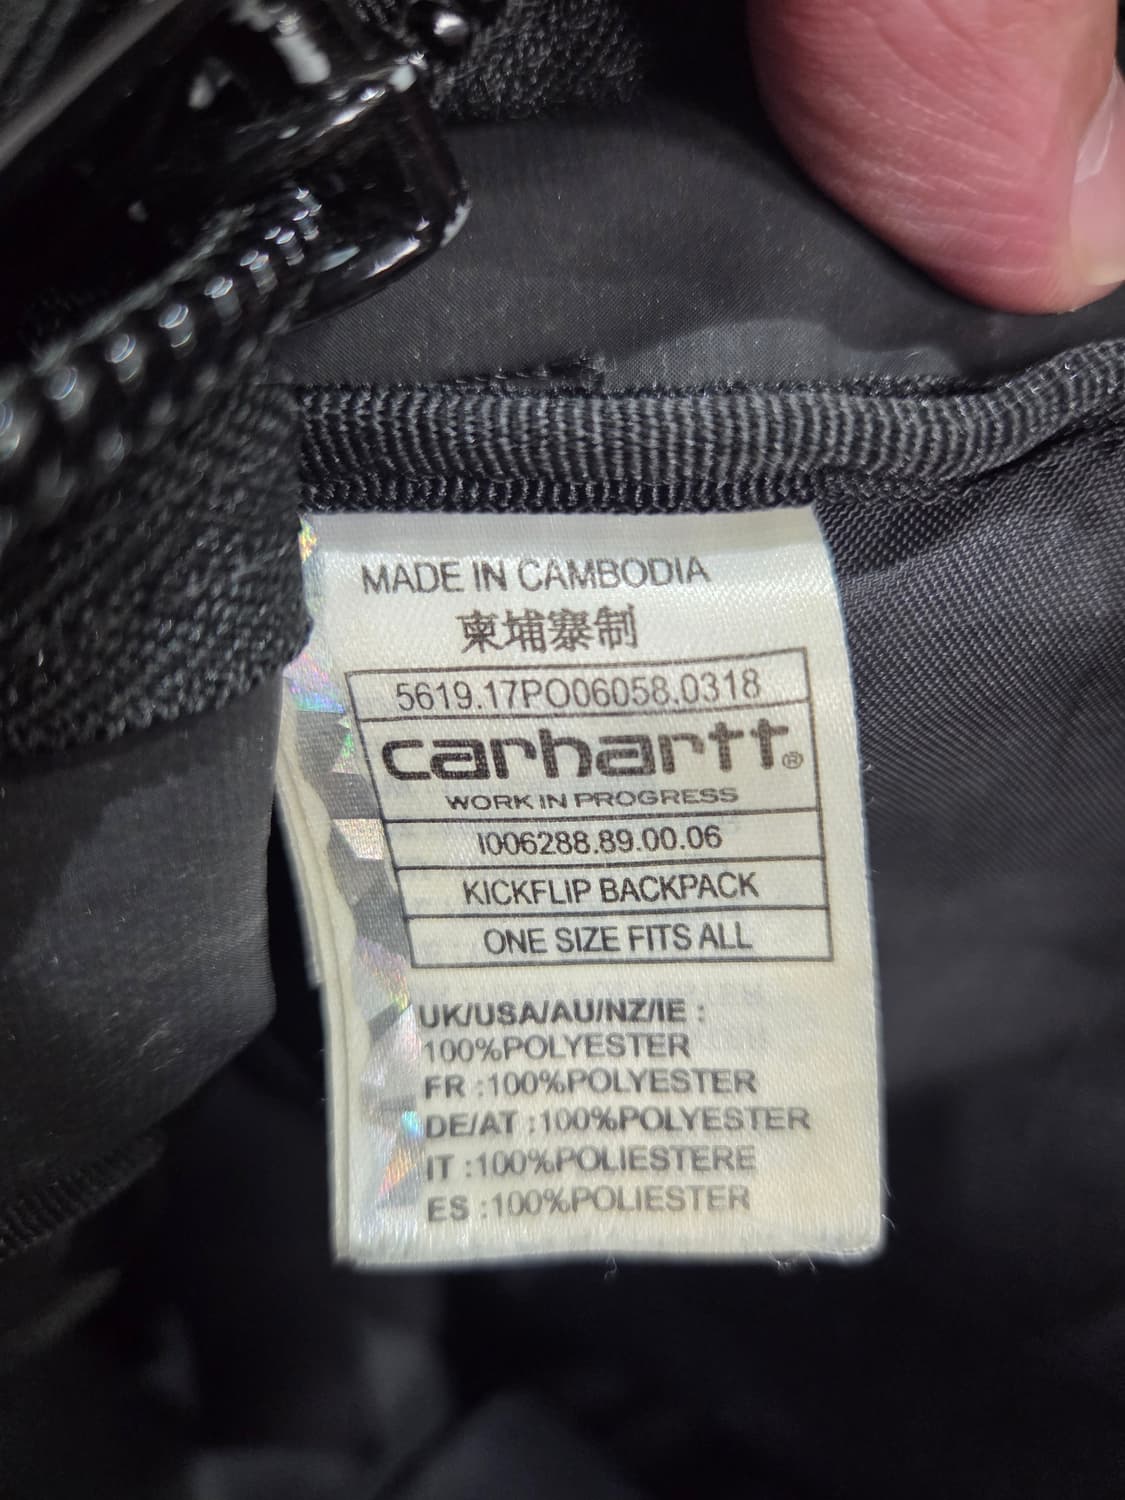 MADE IN CAMBODIA
柬埔寨制
5619.17PO06058.0318
carhartt®
WORK IN PROGRESS
I006288.89.00.06
KICKFLIP BACKPACK
ONE SIZE FITS ALL
UK/USA/AU/NZ/IE :
100%POLYESTER
FR :100%POLYESTER
DE/AT :100%POLYESTER
IT :100%POLIESTERE
ES :100%POLIESTER